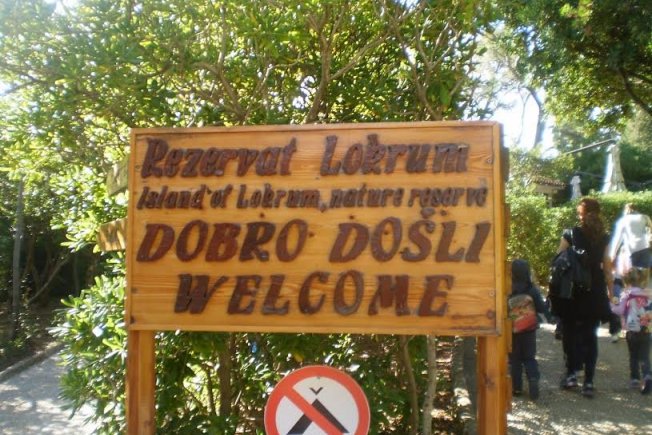 Rezervat Lokrum
Island of Lokrum, nature reserve
DOBRO DOŠLI
WELCOME